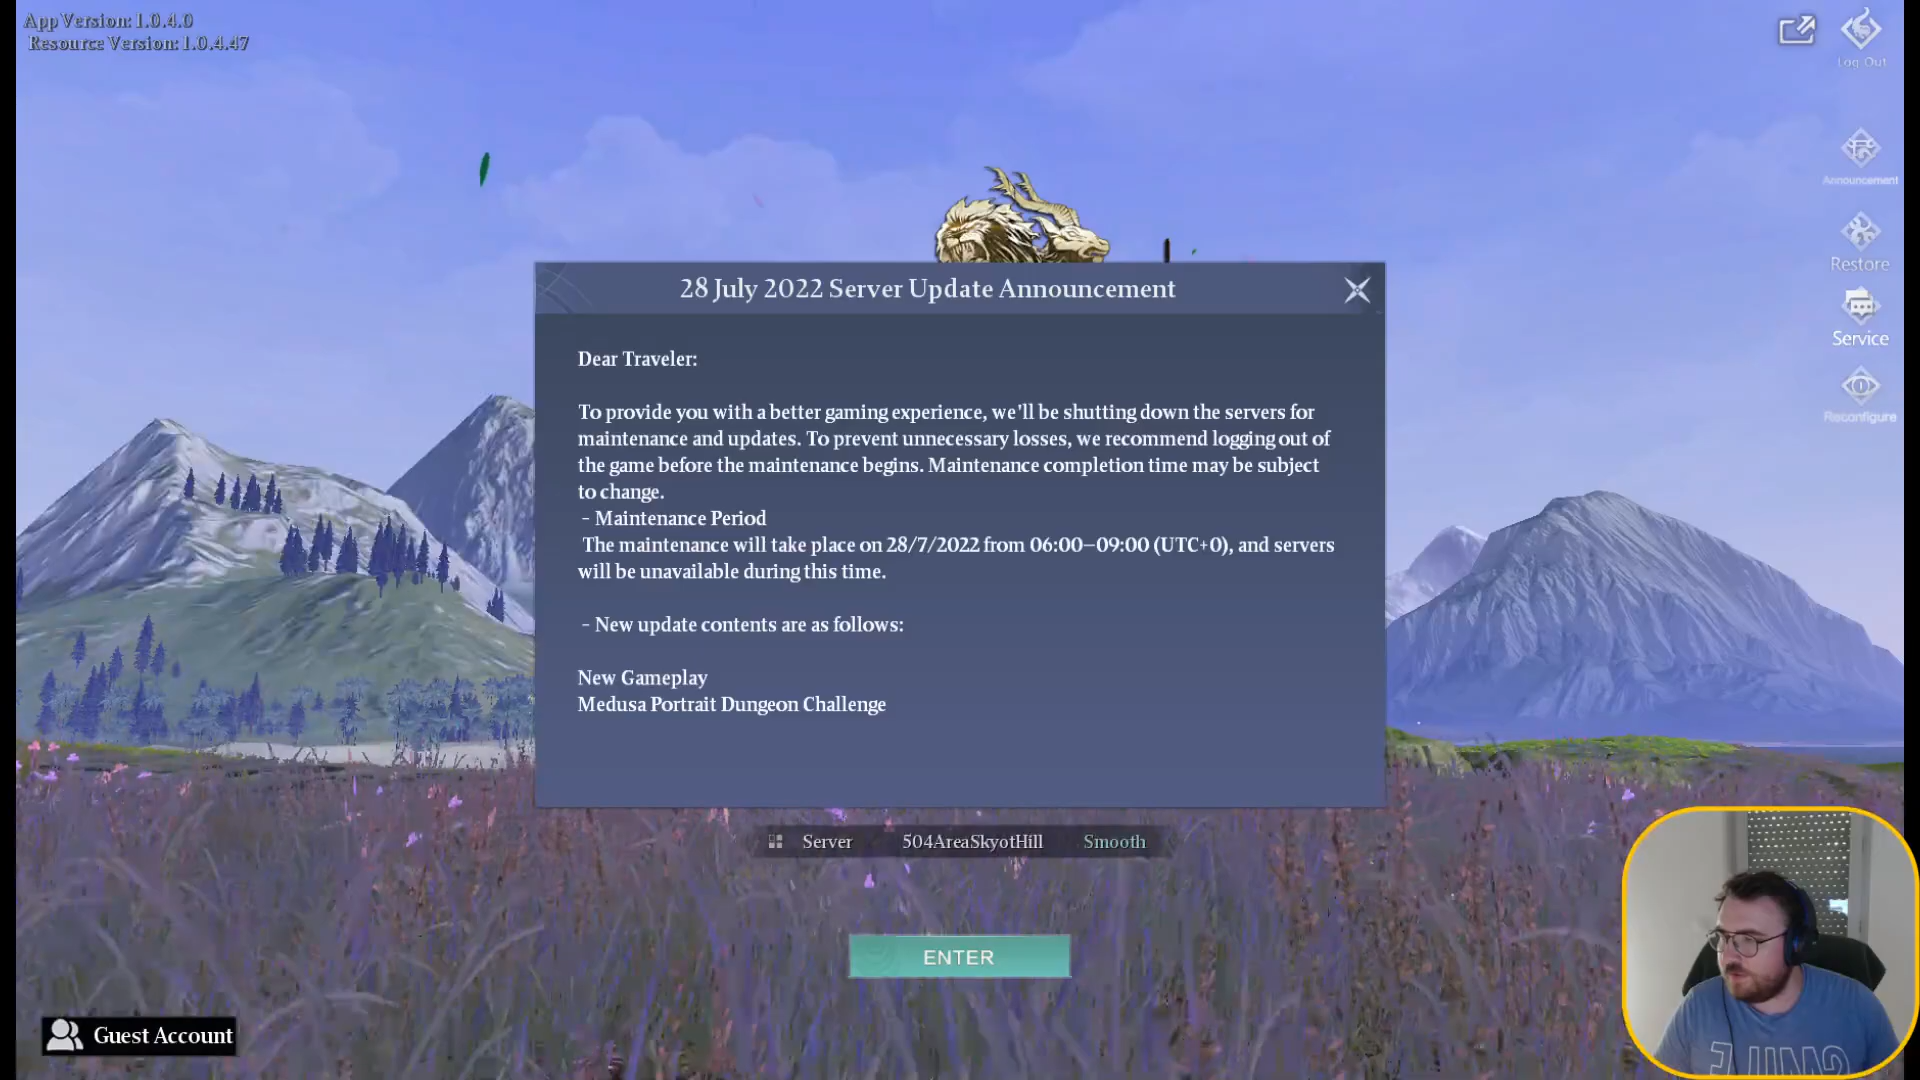 App Version: 1.0.4.0
Resource Version: 1.0.4.47
Log Out
Announcement
Restore
Service
Reconfigure
28 July 2022 Server Update Announcement
Dear Traveler:
To provide you with a better gaming experience, we'll be shutting down the servers for
maintenance and updates. To prevent unnecessary losses, we recommend logging out of
the game before the maintenance begins. Maintenance completion time may be subject
to change.
- Maintenance Period
The maintenance will take place on 28/7/2022 from 06:00—09:00 (UTC+0), and servers
will be unavailable during this time.
- New update contents are as follows:
New Gameplay
Medusa Portrait Dungeon Challenge
Server 504AreaSkyotHill Smooth
ENTER
Guest Account